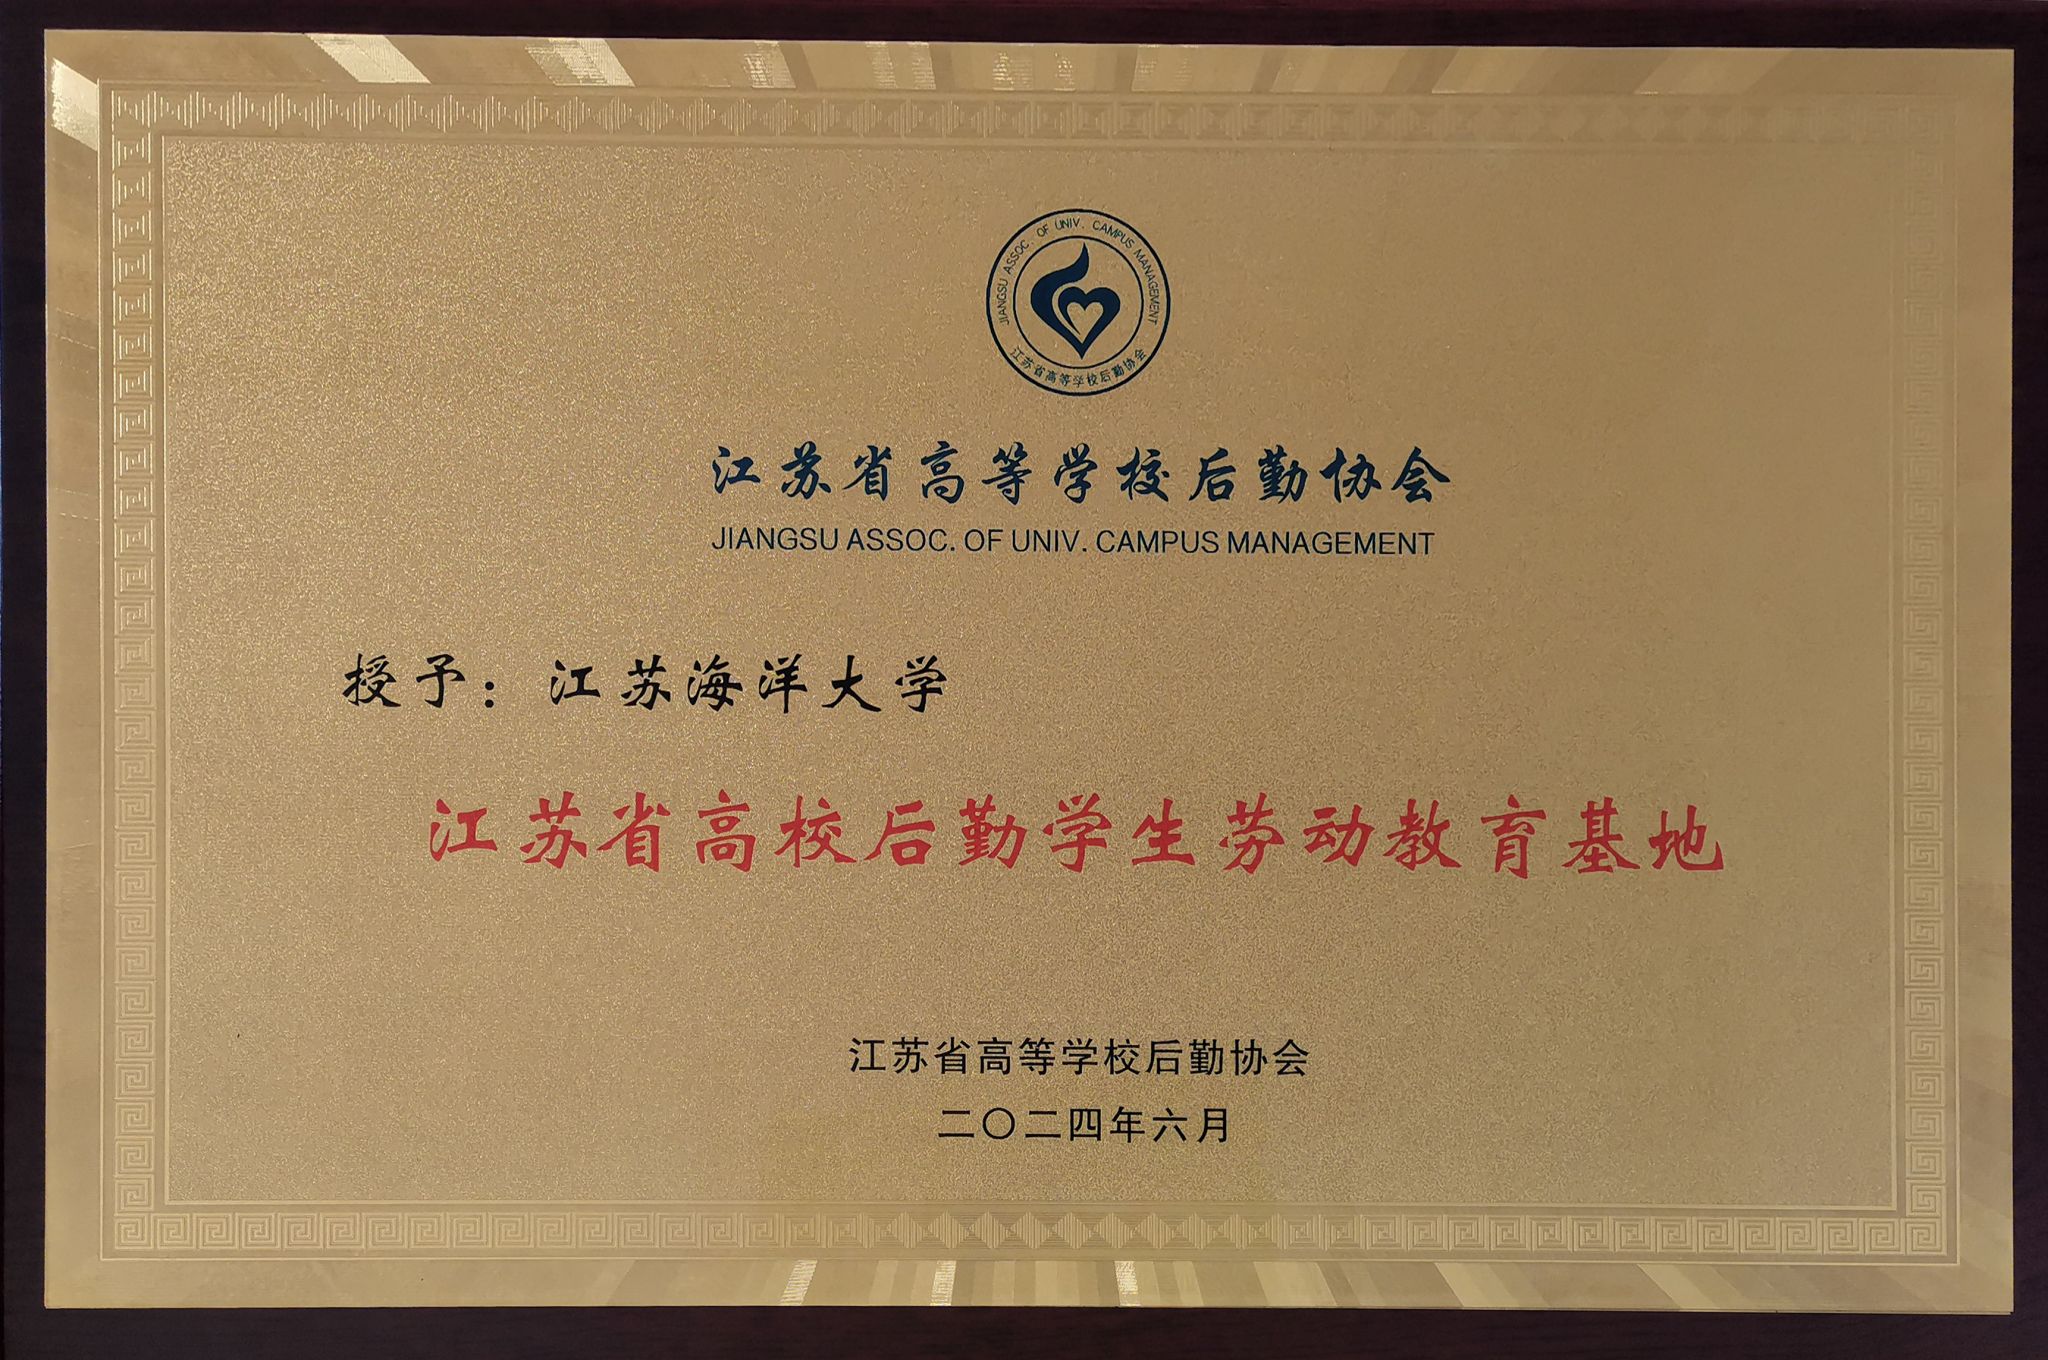 JIANGSU ASSOC. OF UNIV. CAMPUS MANAGEMENT
江苏省高等学校后勤协会
江苏省高等学校后勤协会
JIANGSU ASSOC. OF UNIV. CAMPUS MANAGEMENT
授予：江苏海洋大学
江苏省高校后勤学生劳动教育基地
江苏省高等学校后勤协会
二〇二四年六月